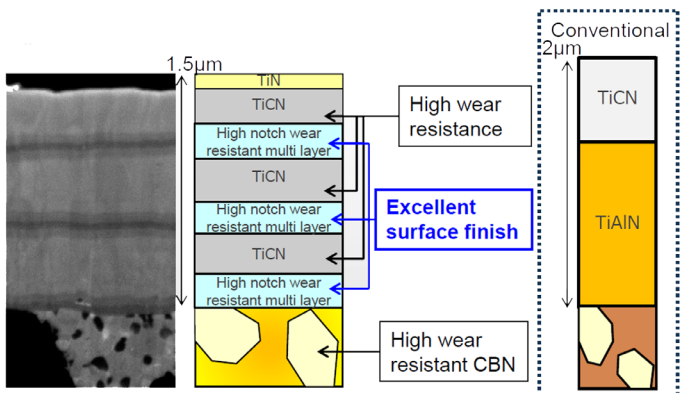 1.5μm
TiN
TiCN
High notch wear
resistant multi layer
TiCN
High notch wear
resistant multi layer
TiCN
High notch wear
resistant multi layer
High wear
resistance
Excellent
surface finish
High wear
resistant CBN
Conventional
2μm
TiCN
TiAlN